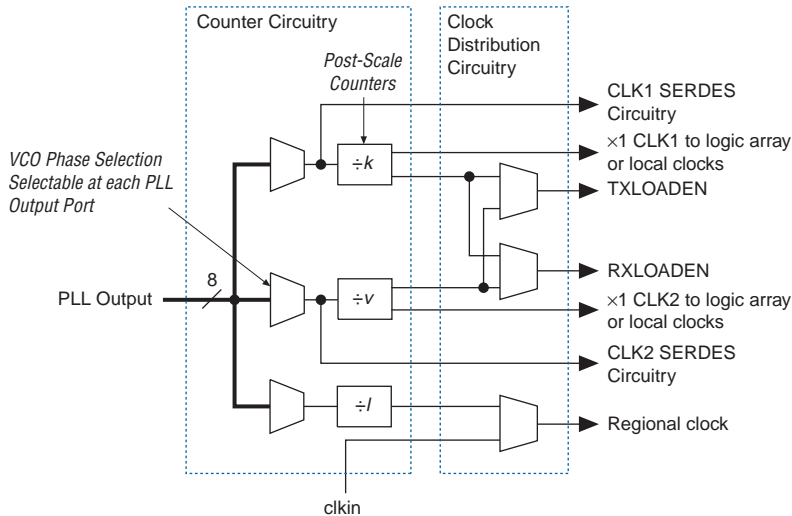 Counter Circuitry
Clock
Distribution
Circuitry
Post-Scale
Counters
CLK1 SERDES
Circuitry
VCO Phase Selection
Selectable at each PLL
Output Port
÷k
×1 CLK1 to logic array
or local clocks
TXLOADEN
RXLOADEN
8
PLL Output
÷v
×1 CLK2 to logic array
or local clocks
CLK2 SERDES
Circuitry
÷l
Regional clock
clkin